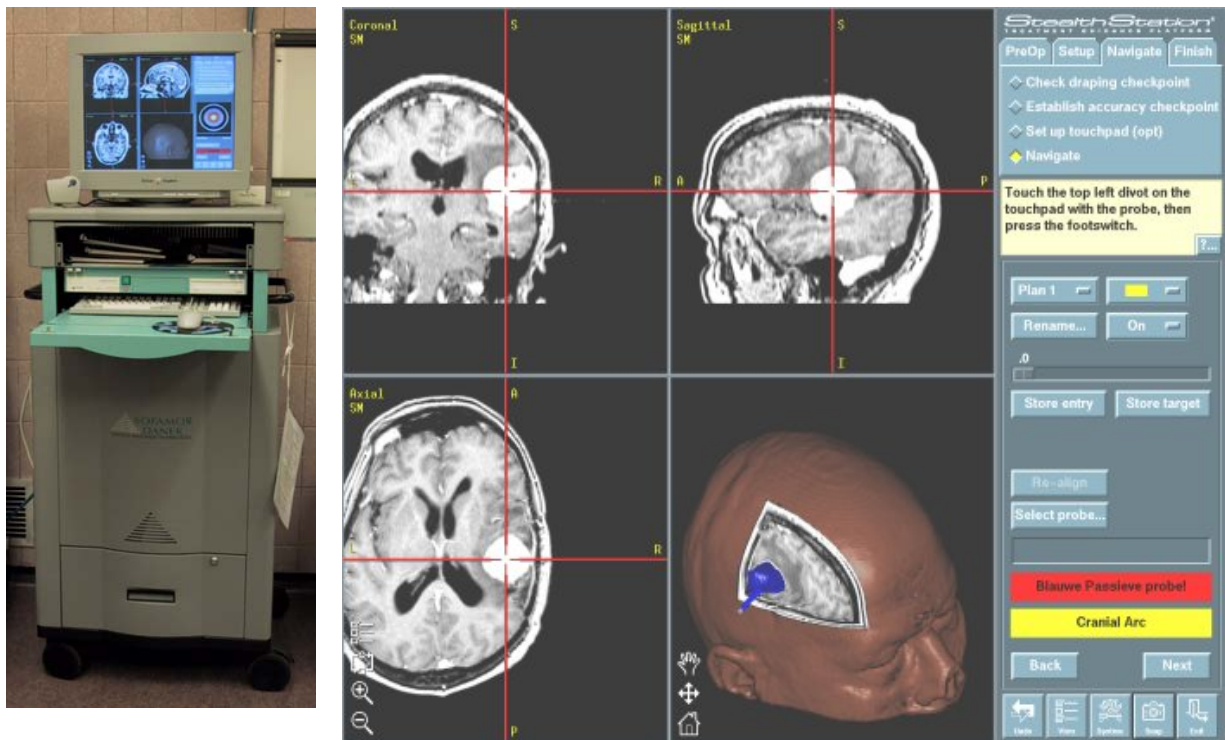 SOFAMOR
DANEK
Coronal
SM
S
R
I
Sagittal
SM
S
A
P
I
Axial
SM
A
L
R
P
StealthStation
TREATMENT GUIDANCE PLATFORM
PreOp
Setup
Navigate
Finish
Check draping checkpoint
Establish accuracy checkpoint
Set up touchpad (opt)
Navigate
Touch the top left divot on the
touchpad with the probe, then
press the footswitch.
?...
Plan 1
Rename...
On
.0
Store entry
Store target
Re-align
Select probe...
Blauwe Passieve probe!
Cranial Arc
Back
Next
Undo
View
Snap
Exit